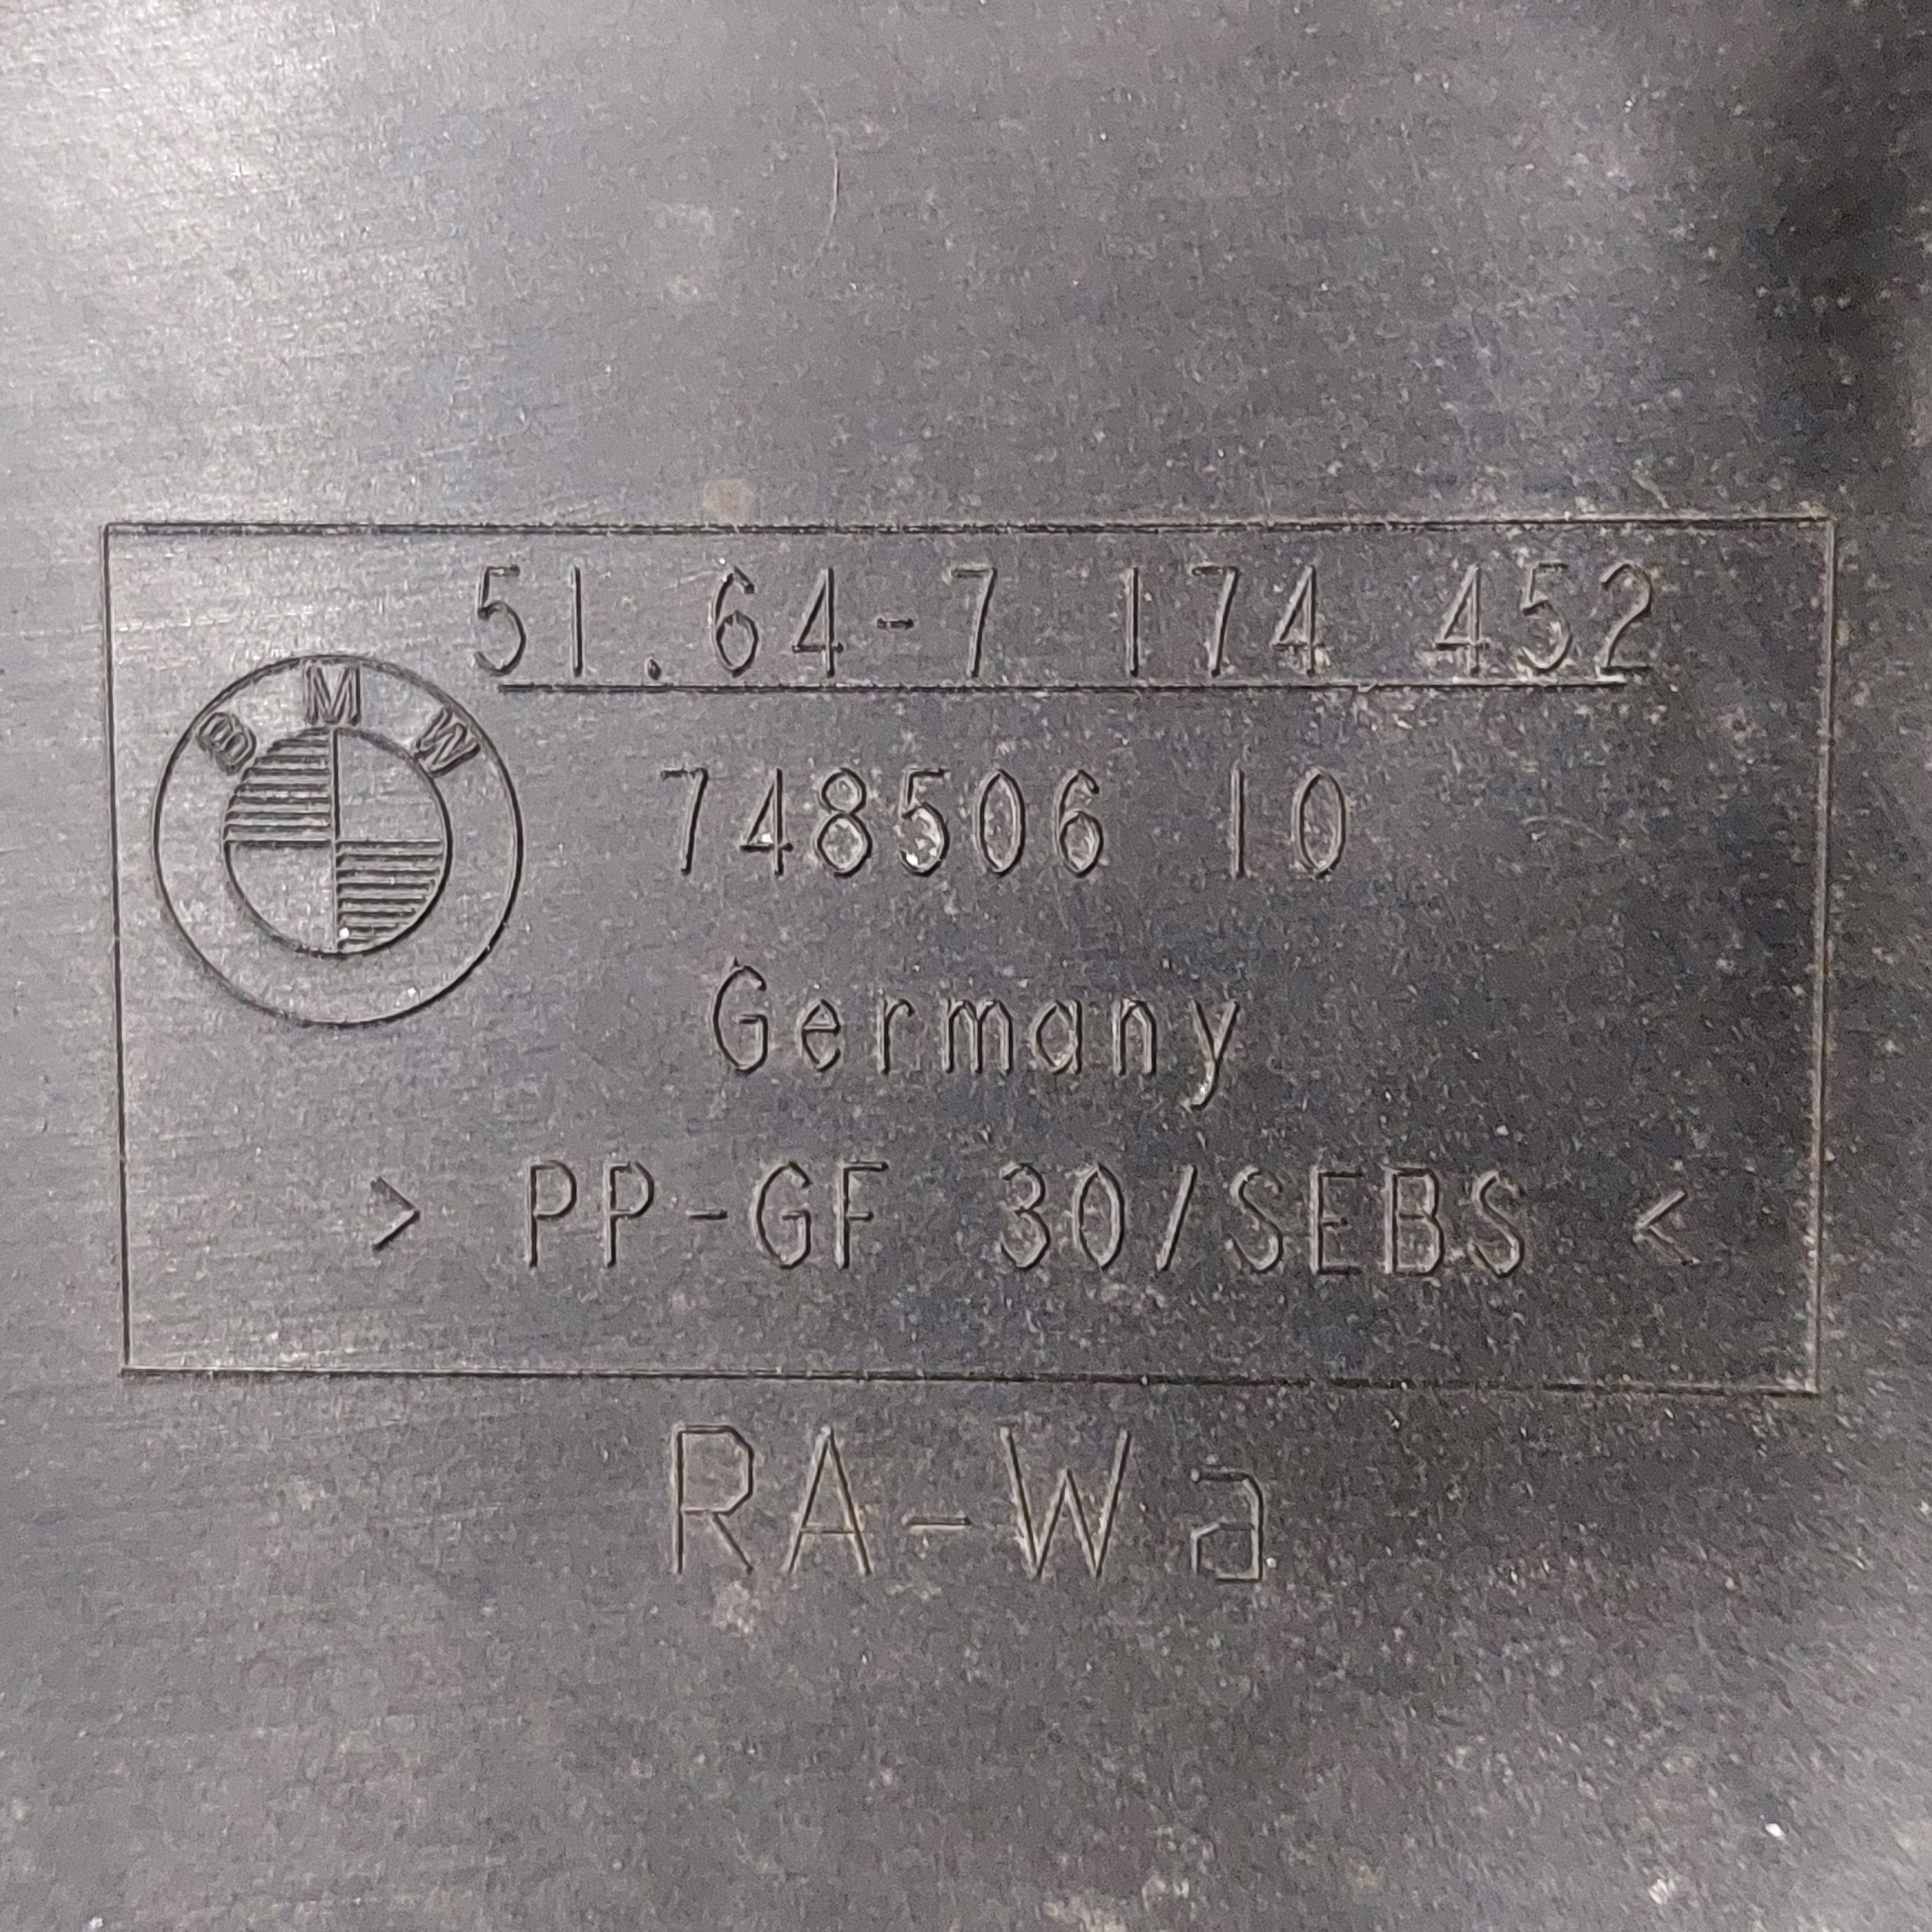 51.64-7 174 452
BMW
748506 10
Germany
> PP-GF 30/SEBS <
RA-Wa